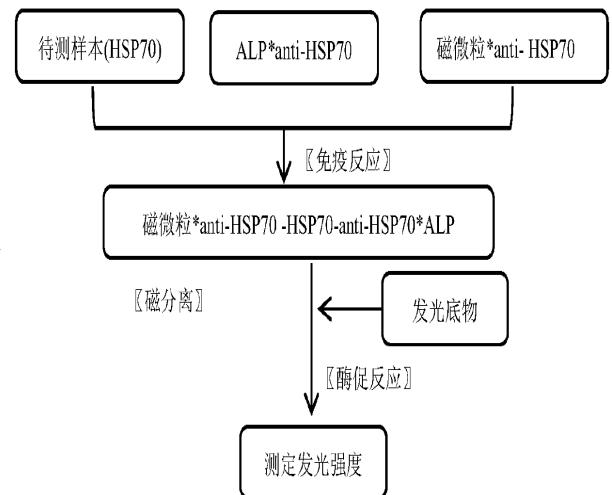 待测样本(HSP70)
ALP*anti-HSP70
磁微粒*anti- HSP70
〖免疫反应〗
磁微粒*anti-HSP70 -HSP70-anti-HSP70*ALP
〖磁分离〗
发光底物
〖酶促反应〗
测定发光强度